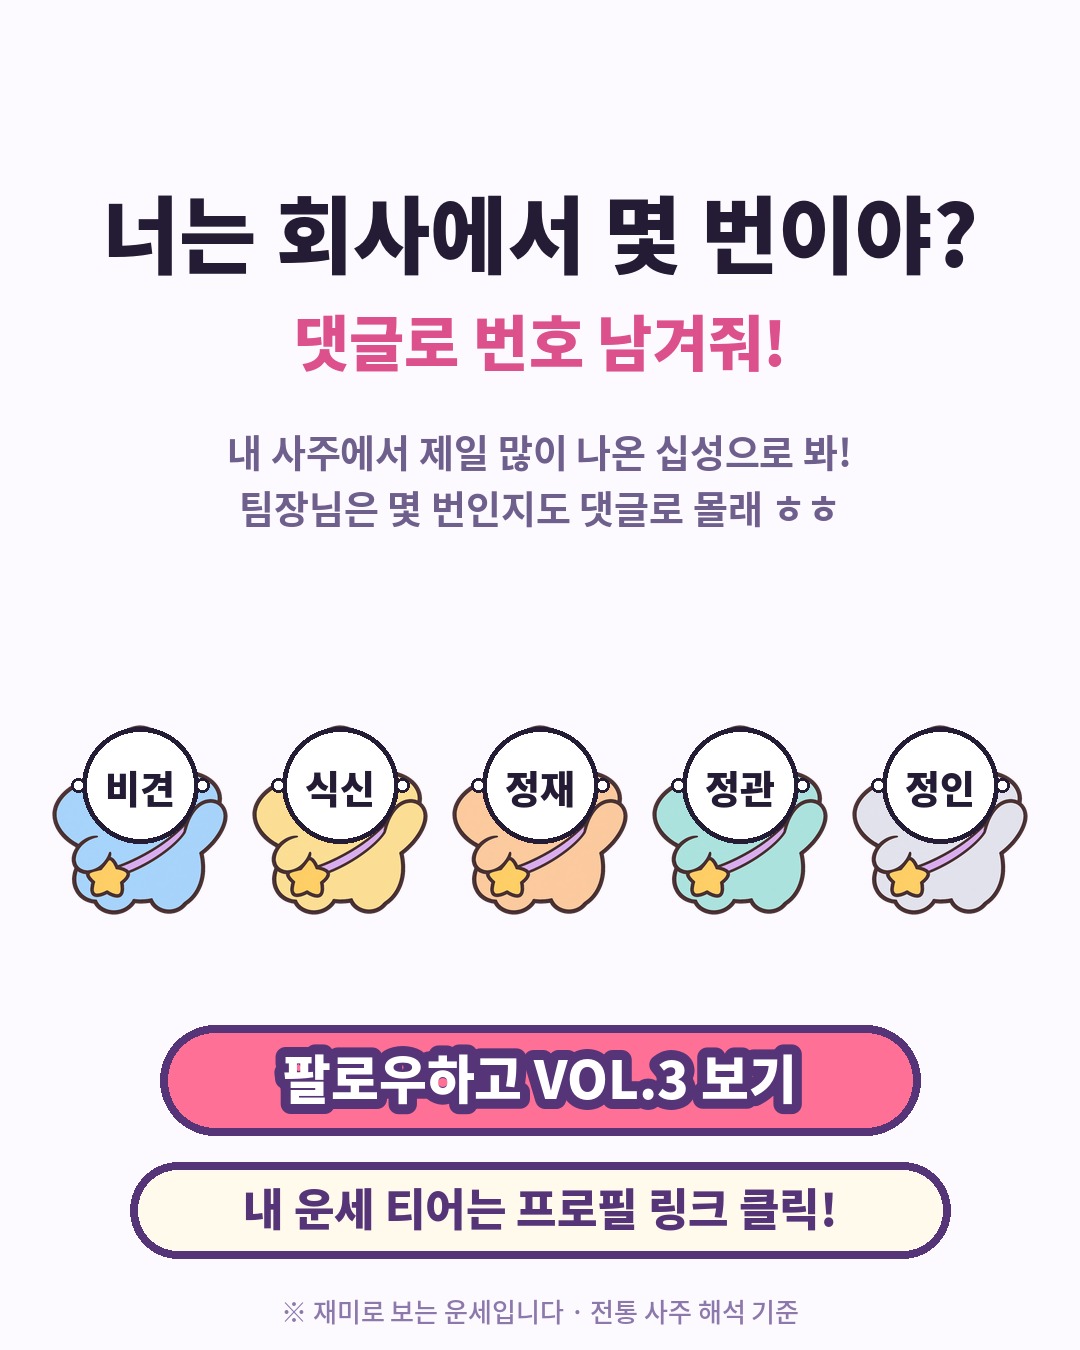 너는 회사에서 몇 번이야?
댓글로 번호 남겨줘!
내 사주에서 제일 많이 나온 십성으로 봐!
팀장님은 몇 번인지도 댓글로 몰래 ㅎㅎ
비견 식신 정재 정관 정인
팔로우하고 VOL.3 보기
내 운세 티어는 프로필 링크 클릭!
※ 재미로 보는 운세입니다 · 전통 사주 해석 기준